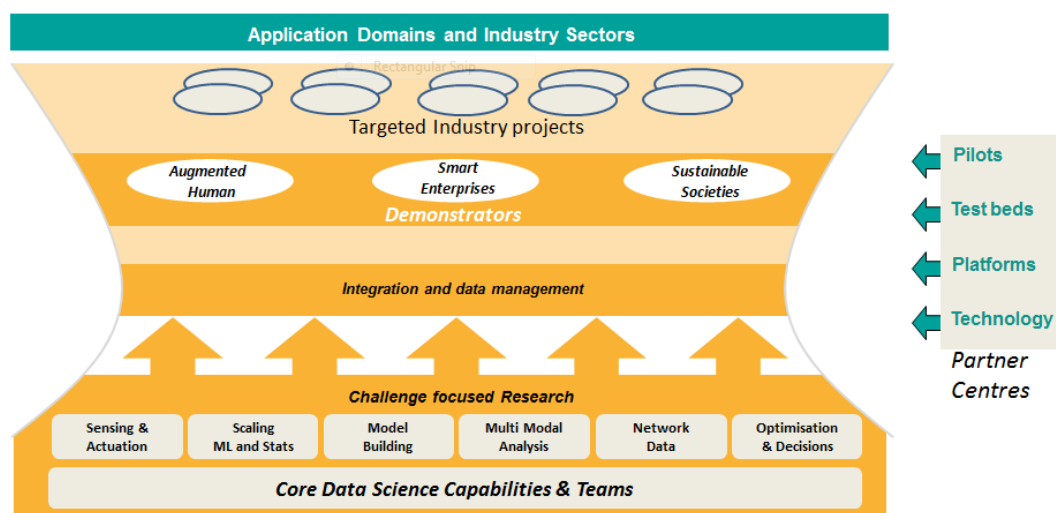 Application Domains and Industry Sectors
Rectangular Snip
Targeted Industry projects
Augmented
Human
Smart
Enterprises
Sustainable
Societies
Demonstrators
Integration and data management
Challenge focused Research
Sensing &
Actuation
Scaling
ML and Stats
Model
Building
Multi Modal
Analysis
Network
Data
Optimisation
& Decisions
Core Data Science Capabilities & Teams
Pilots
Test beds
Platforms
Technology
Partner
Centres